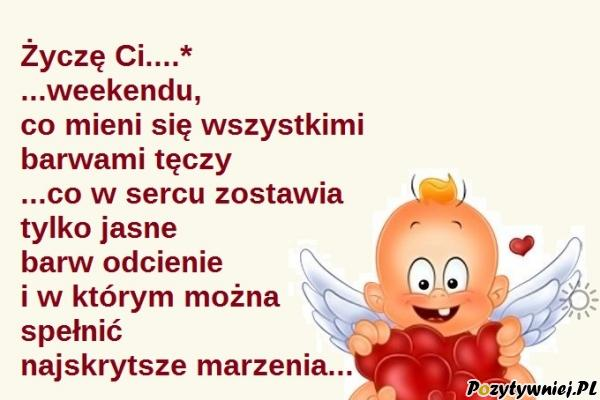 Życzę Ci....*
...weekendu,
co mieni się wszystkimi
barwami tęczy
...co w sercu zostawia
tylko jasne
barw odcienie
i w którym można
spełnić
najskrytsze marzenia...
Pozytywniej.PL